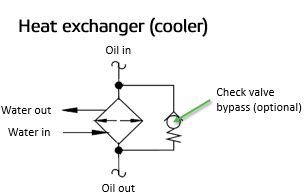 Heat exchanger (cooler)
Oil in
Check valve
bypass (optional)
Water out
Water in
Oil out